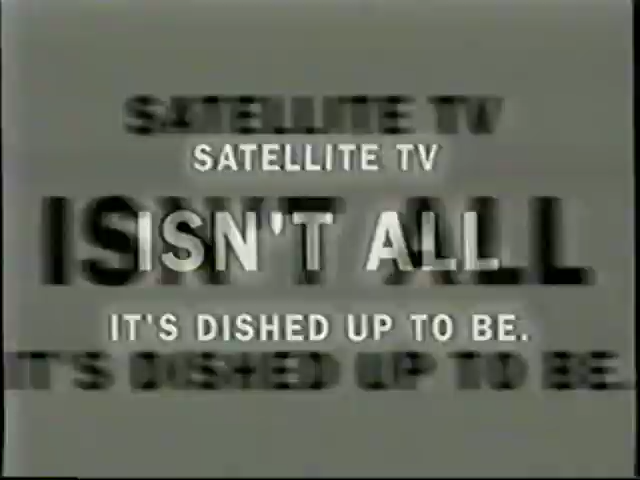 SATELLITE TV
ISN'T ALL
IT'S DISHED UP TO BE.